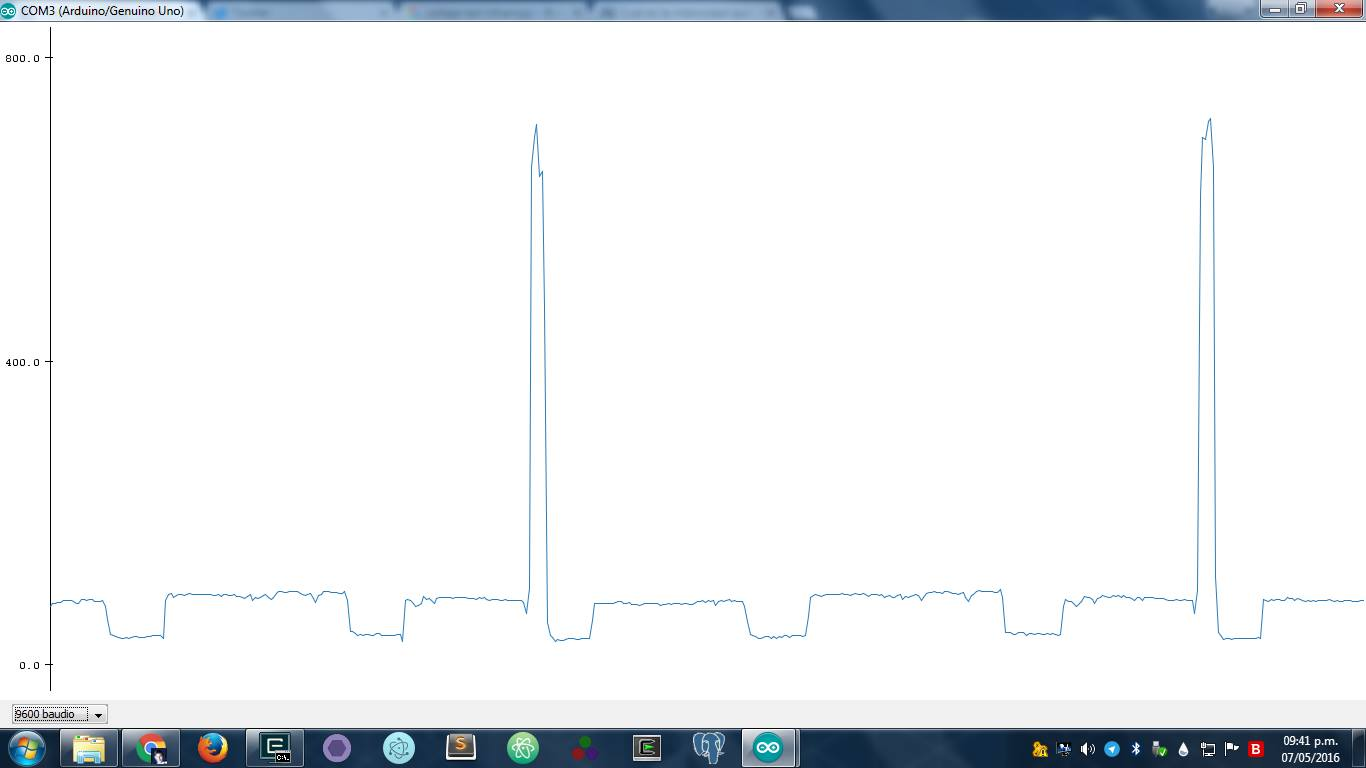 COM3 (Arduino/Genuino Uno)
800.0
400.0
0.0
9600 baudio
C:\.
S
B
09:41 p.m.
07/05/2016